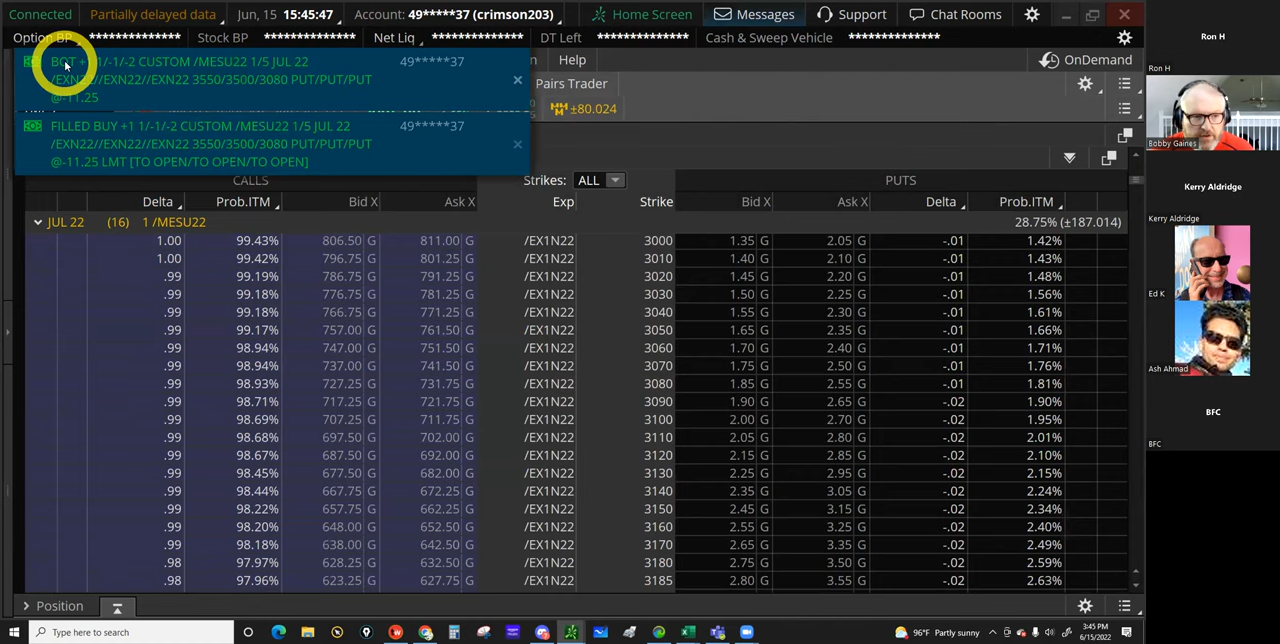 Connected Partially delayed data Jun, 15 15:45:47 Account: 49*****37 (crimson203) Home Screen Messages Support Chat Rooms
Option BP ************** Stock BP ************** Net Liq ************** DT Left ************** Cash & Sweep Vehicle **************
Help OnDemand
Pairs Trader
±80.024
BOT +1 1/-1/-2 CUSTOM /MESU22 1/5 JUL 22 49*****37
/EXN22//EXN22//EXN22 3550/3500/3080 PUT/PUT/PUT
@-11.25
FILLED BUY +1 1/-1/-2 CUSTOM /MESU22 1/5 JUL 22 49*****37
/EXN22//EXN22//EXN22 3550/3500/3080 PUT/PUT/PUT
@-11.25 LMT [TO OPEN/TO OPEN/TO OPEN]
CALLS Strikes: ALL PUTS
Delta Prob.ITM Bid X Ask X Exp Strike Bid X Ask X Delta Prob.ITM
JUL 22 (16) 1 /MESU22 28.75% (±187.014)
1.00 99.43% 806.50 G 811.00 G /EX1N22 3000 1.35 G 2.05 G -.01 1.42%
1.00 99.42% 796.75 G 801.25 G /EX1N22 3010 1.40 G 2.10 G -.01 1.43%
.99 99.19% 786.75 G 791.25 G /EX1N22 3020 1.45 G 2.20 G -.01 1.48%
.99 99.18% 776.75 G 781.25 G /EX1N22 3030 1.50 G 2.25 G -.01 1.56%
.99 99.18% 766.75 G 771.25 G /EX1N22 3040 1.55 G 2.30 G -.01 1.61%
.99 99.17% 757.00 G 761.50 G /EX1N22 3050 1.65 G 2.35 G -.01 1.66%
.99 98.94% 747.00 G 751.50 G /EX1N22 3060 1.70 G 2.40 G -.01 1.71%
.99 98.94% 737.00 G 741.50 G /EX1N22 3070 1.75 G 2.50 G -.01 1.76%
.99 98.93% 727.25 G 731.75 G /EX1N22 3080 1.85 G 2.55 G -.01 1.81%
.99 98.71% 717.25 G 721.75 G /EX1N22 3090 1.90 G 2.65 G -.02 1.90%
.99 98.69% 707.25 G 711.75 G /EX1N22 3100 2.00 G 2.70 G -.02 1.95%
.99 98.68% 697.50 G 702.00 G /EX1N22 3110 2.05 G 2.80 G -.02 2.01%
.99 98.67% 687.50 G 692.00 G /EX1N22 3120 2.15 G 2.85 G -.02 2.10%
.99 98.45% 677.50 G 682.00 G /EX1N22 3130 2.25 G 2.95 G -.02 2.15%
.99 98.44% 667.75 G 672.25 G /EX1N22 3140 2.35 G 3.05 G -.02 2.24%
.99 98.22% 657.75 G 662.25 G /EX1N22 3150 2.45 G 3.15 G -.02 2.34%
.99 98.20% 648.00 G 652.50 G /EX1N22 3160 2.55 G 3.25 G -.02 2.40%
.99 98.18% 638.00 G 642.50 G /EX1N22 3170 2.65 G 3.35 G -.02 2.49%
.98 97.97% 628.25 G 632.75 G /EX1N22 3180 2.75 G 3.50 G -.02 2.59%
.98 97.96% 623.25 G 627.75 G /EX1N22 3185 2.80 G 3.55 G -.02 2.63%
Position
Type here to search 96°F Partly sunny 3:45 PM
6/15/2022
Ron H
Ron H
Bobby Gaines
Kerry Aldridge
Kerry Aldridge
Ed K
Ash Ahmad
BFC
BFC